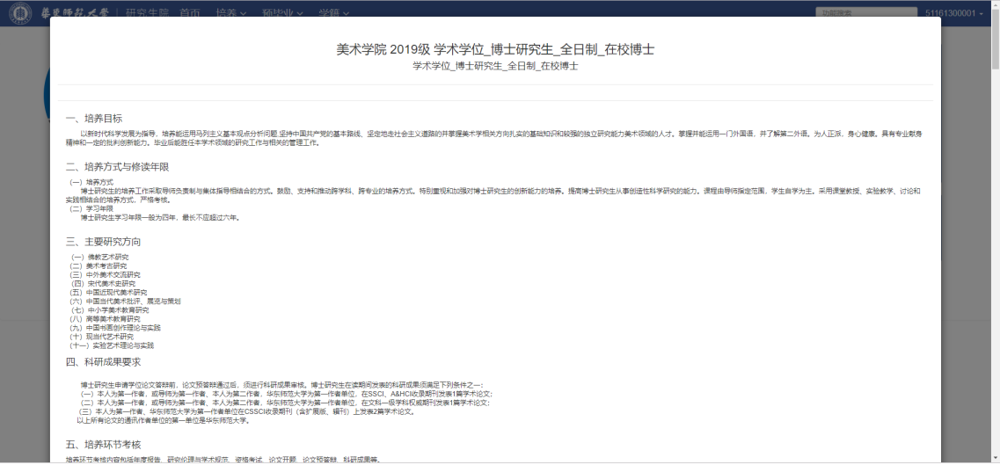 華東師範大學 | 研究生院 首页 培养 预毕业 学籍 功能搜索 51161300001
美术学院 2019级 学术学位_博士研究生_全日制_在校博士
学术学位_博士研究生_全日制_在校博士
一、培养目标
以新时代科学发展为指导，培养能运用马列主义基本观点分析问题,坚持中国共产党的基本路线、坚定地走社会主义道路的并掌握美术学相关方向扎实的基础知识和较强的独立研究能力美术领域的人才。掌握并能运用一门外国语，并了解第二外语。为人正派，身心健康。具有专业献身
精神和一定的批判创新能力。毕业后能胜任本学术领域的研究工作与相关的管理工作。
二、培养方式与修读年限
（一）培养方式
博士研究生的培养工作采取导师负责制与集体指导相结合的方式。鼓励、支持和推动跨学科、跨专业的培养方式。特别重视和加强对博士研究生的创新能力的培养。提高博士研究生从事创造性科学研究的能力。课程由导师指定范围，学生自学为主。采用课堂教授、实验教学、讨论和
实践相结合的培养方式，严格考核。
（二）学习年限
博士研究生学习年限一般为四年，最长不应超过六年。
三、主要研究方向
（一）佛教艺术研究
（二）美术考古研究
（三）中外美术交流研究
（四）宋代美术史研究
（五）中国近现代美术研究
（六）中国当代美术批评、展览与策划
（七）中小学美术教育研究
（八）高等美术教育研究
（九）中国书画创作理论与实践
（十）现当代艺术研究
（十一）实验艺术理论与实践
四、科研成果要求
博士研究生申请学位论文答辩前，论文预答辩通过后，须进行科研成果审核。博士研究生在读期间发表的科研成果须满足下列条件之一：
（一）本人为第一作者，或导师为第一作者、本人为第二作者，华东师范大学为第一作者单位，在SSCI、A&HCI收录期刊发表1篇学术论文；
（二）本人为第一作者，或导师为第一作者、本人为第二作者，华东师范大学为第一作者单位，在文科一级学科权威期刊发表1篇学术论文；
（三）本人为第一作者、华东师范大学为第一作者单位在CSSCI收录期刊（含扩展版、辑刊）上发表2篇学术论文。
以上所有论文的通讯作者单位的第一单位是华东师范大学。
五、培养环节考核
培养环节考核内容包括年度报告、研究伦理与学术规范、资格考试、论文开题、论文预答辩、科研成果等。